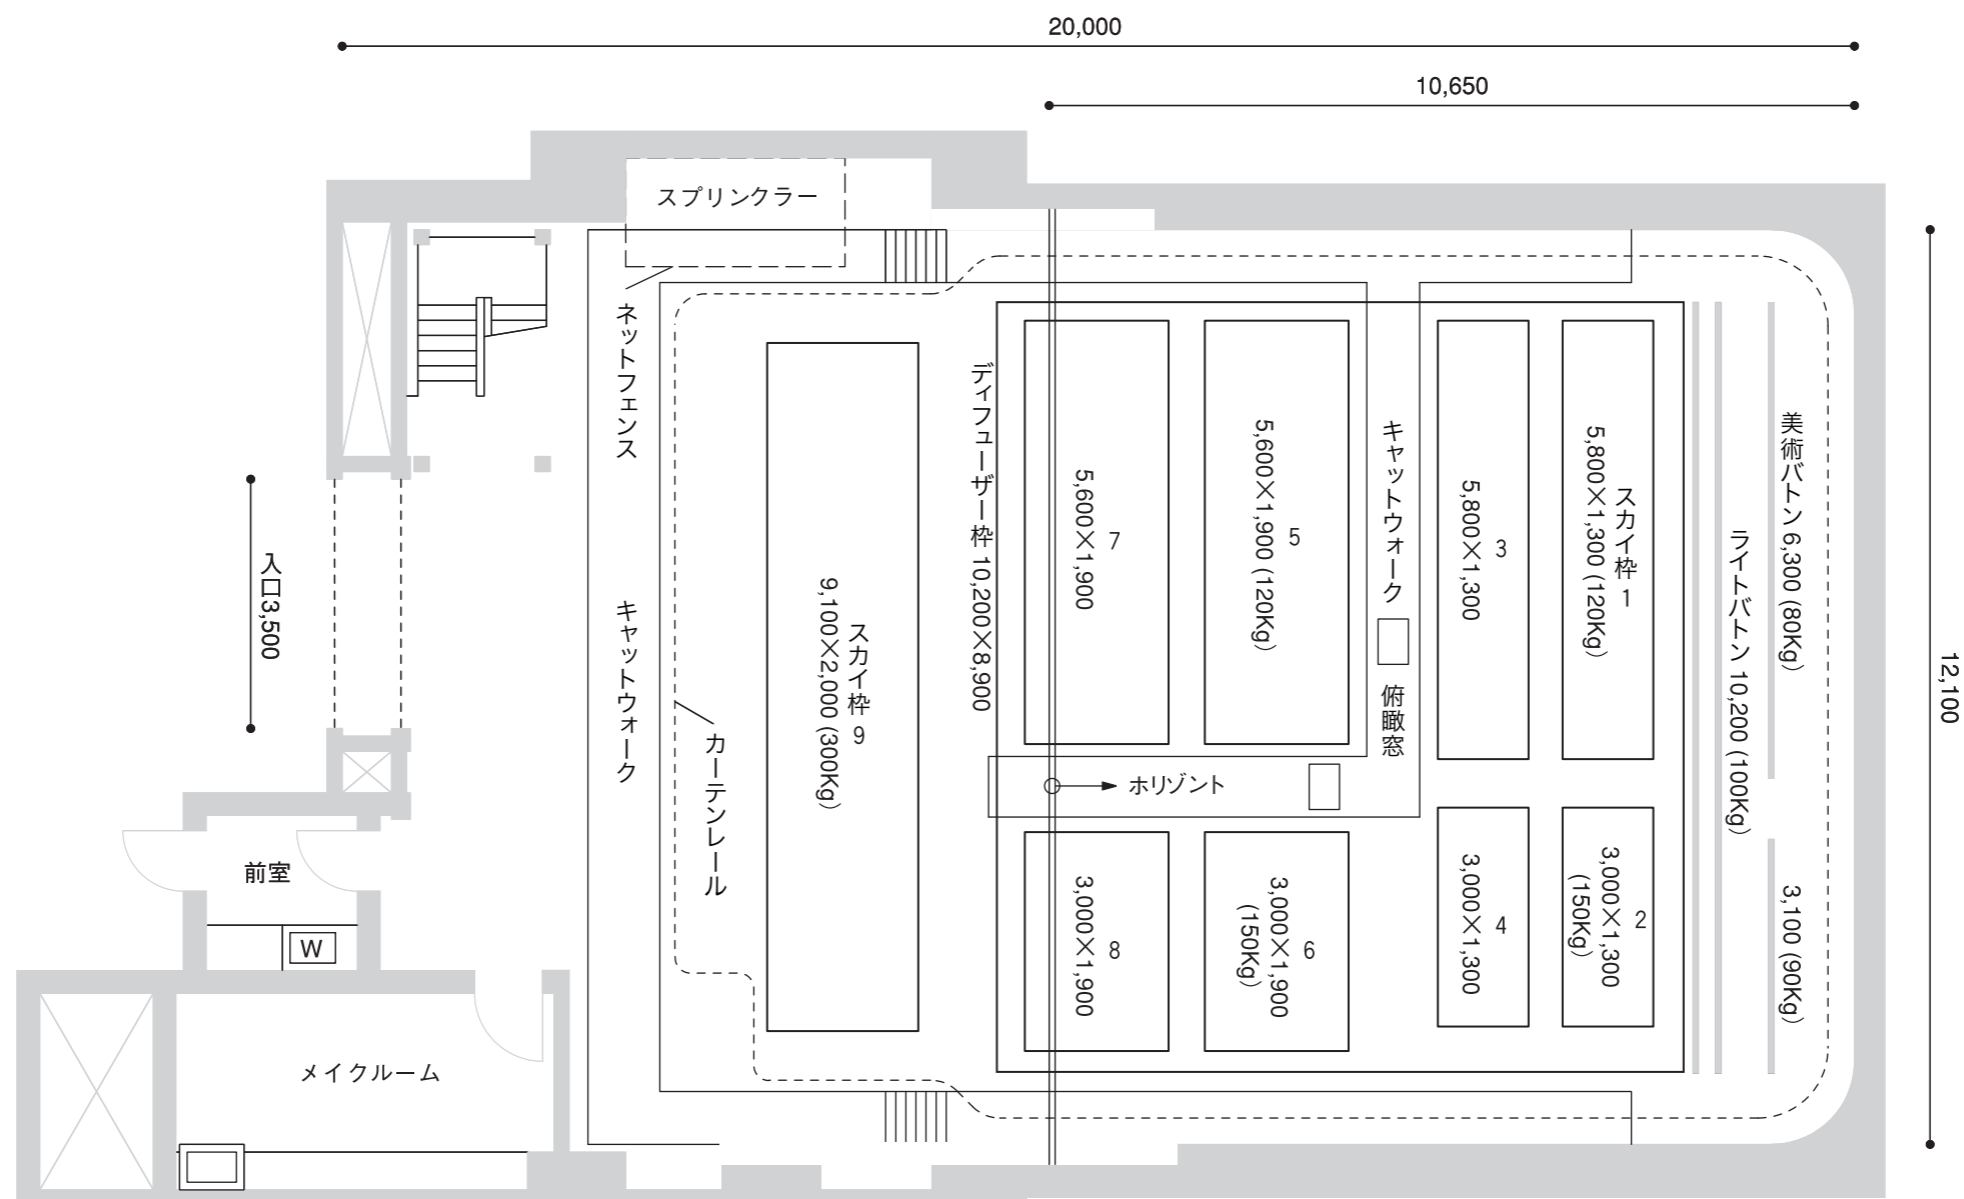 20,000
10,650
スプリンクラー
ネットフェンス
キャットウォーク
カーテンレール
スカイ枠 9
9,100×2,000 (300Kg)
ディフューザー枠 10,200×8,900
7
5,600×1,900
5
5,600×1,900 (120Kg)
キャットウォーク
俯瞰窓
3
5,800×1,300
スカイ枠 1
5,800×1,300 (120Kg)
ライトバトン 10,200 (100Kg)
美術バトン6,300 (80Kg)
3,100 (90Kg)
12,100
入口3,500
ホリゾント
8
3,000×1,900
6
3,000×1,900
(150Kg)
4
3,000×1,300
2
3,000×1,300
(150Kg)
前室
W
メイクルーム